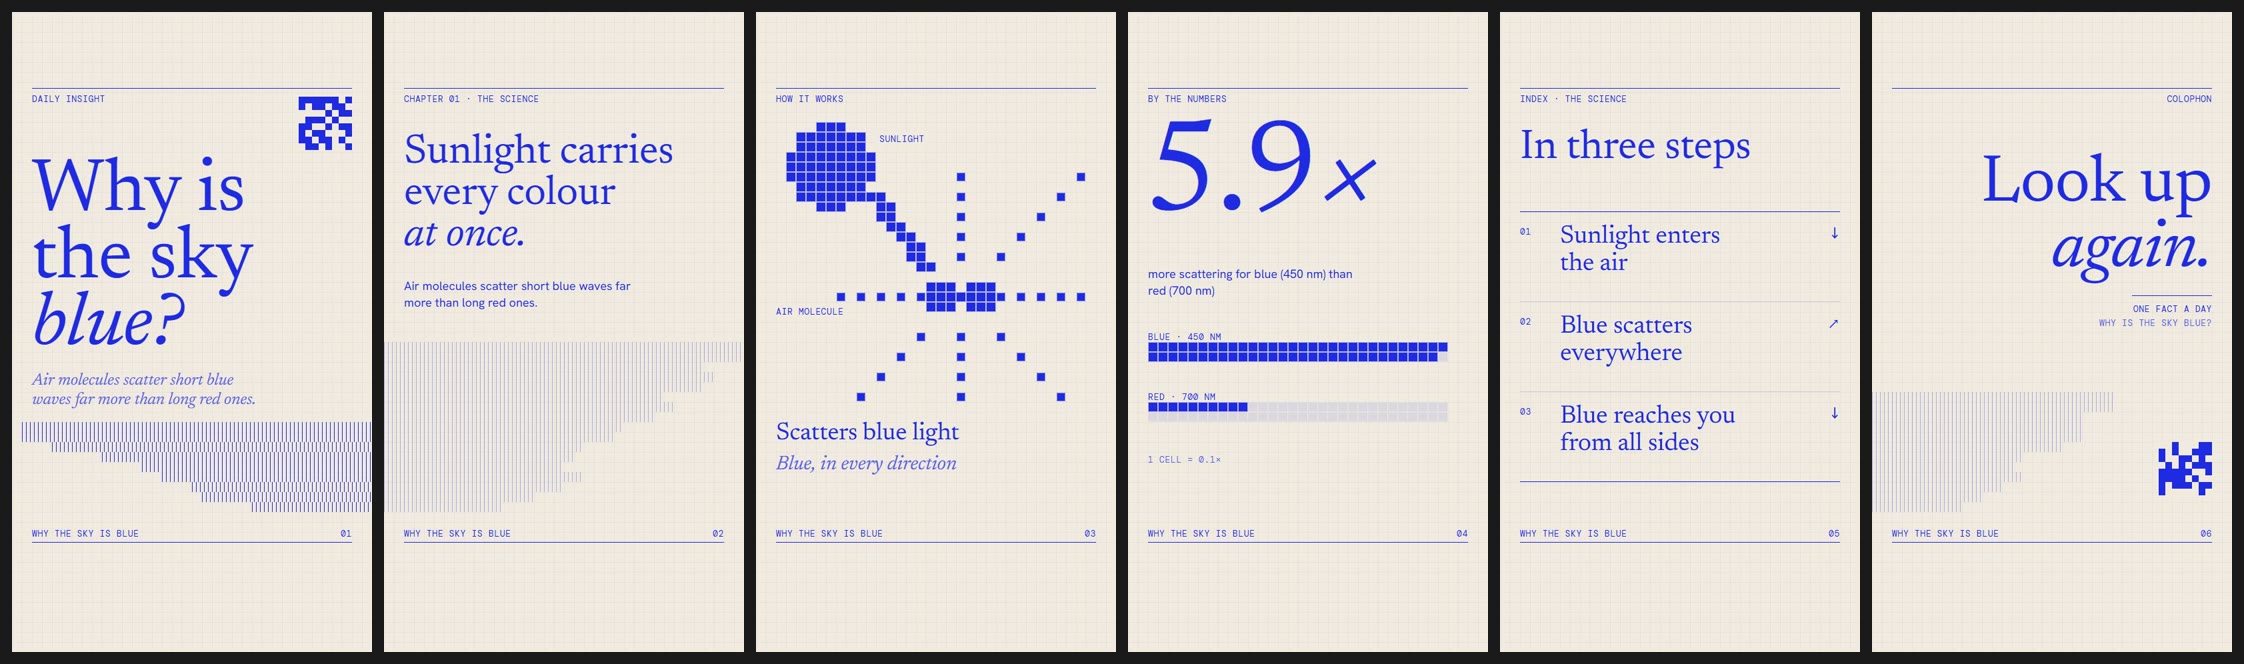 DAILY INSIGHT
Why is
the sky
blue?
Air molecules scatter short blue
waves far more than long red ones.
WHY THE SKY IS BLUE
01
CHAPTER 01 · THE SCIENCE
Sunlight carries
every colour
at once.
Air molecules scatter short blue waves far
more than long red ones.
WHY THE SKY IS BLUE
02
HOW IT WORKS
SUNLIGHT
AIR MOLECULE
Scatters blue light
Blue, in every direction
WHY THE SKY IS BLUE
03
BY THE NUMBERS
5.9×
more scattering for blue (450 nm) than
red (700 nm)
BLUE · 450 NM
RED · 700 NM
1 CELL = 0.1×
WHY THE SKY IS BLUE
04
INDEX · THE SCIENCE
In three steps
01
Sunlight enters
the air
↓
02
Blue scatters
everywhere
↗
03
Blue reaches you
from all sides
↓
WHY THE SKY IS BLUE
05
COLOPHON
Look up
again.
ONE FACT A DAY
WHY IS THE SKY BLUE?
WHY THE SKY IS BLUE
06